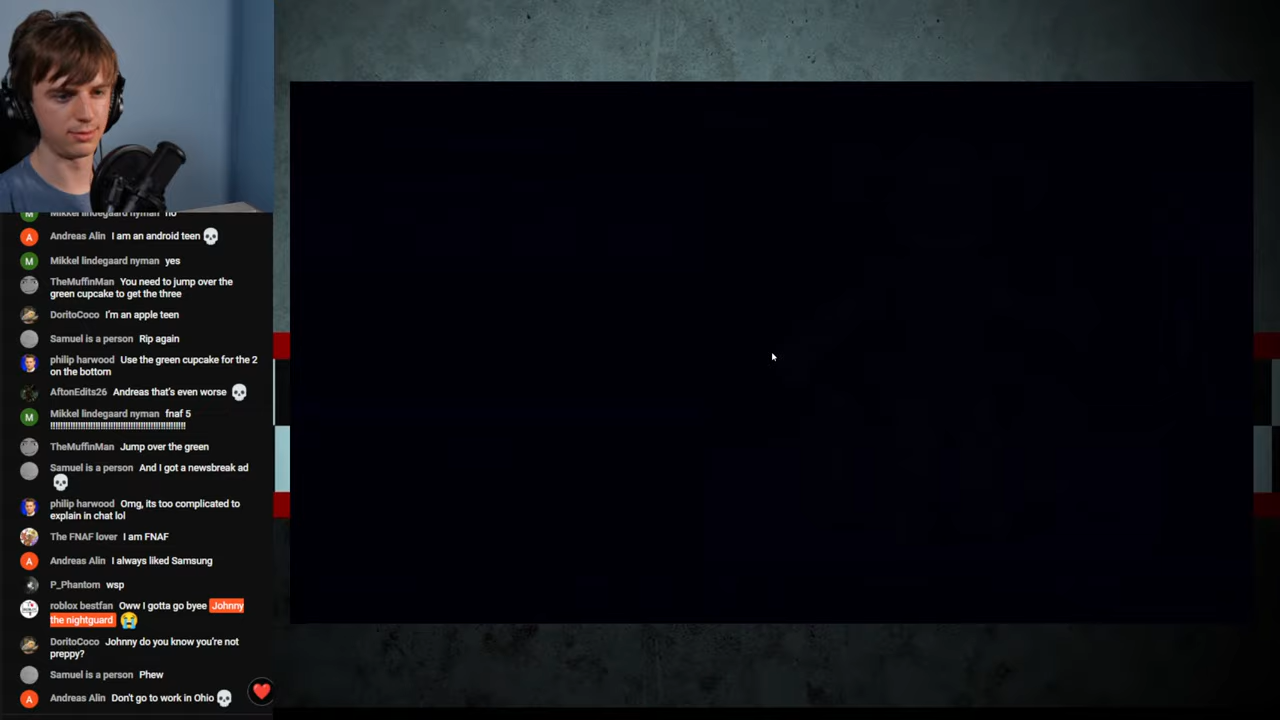 Mikkel lindegaard nyman no
Andreas Alin I am an android teen 💀
Mikkel lindegaard nyman yes
TheMuffinMan You need to jump over the
green cupcake to get the three
DoritoCoco I'm an apple teen
Samuel is a person Rip again
philip harwood Use the green cupcake for the 2
on the bottom
AftonEdits26 Andreas that's even worse 💀
Mikkel lindegaard nyman fnaf 5
TheMuffinMan Jump over the green
Samuel is a person And I got a newsbreak ad
💀
philip harwood Omg, its too complicated to
explain in chat lol
The FNAF lover I am FNAF
Andreas Alin I always liked Samsung
P_Phantom wsp
roblox bestfan Oww I gotta go byee Johnny
the nightguard 😭
DoritoCoco Johnny do you know you're not
preppy?
Samuel is a person Phew
Andreas Alin Don't go to work in Ohio 💀